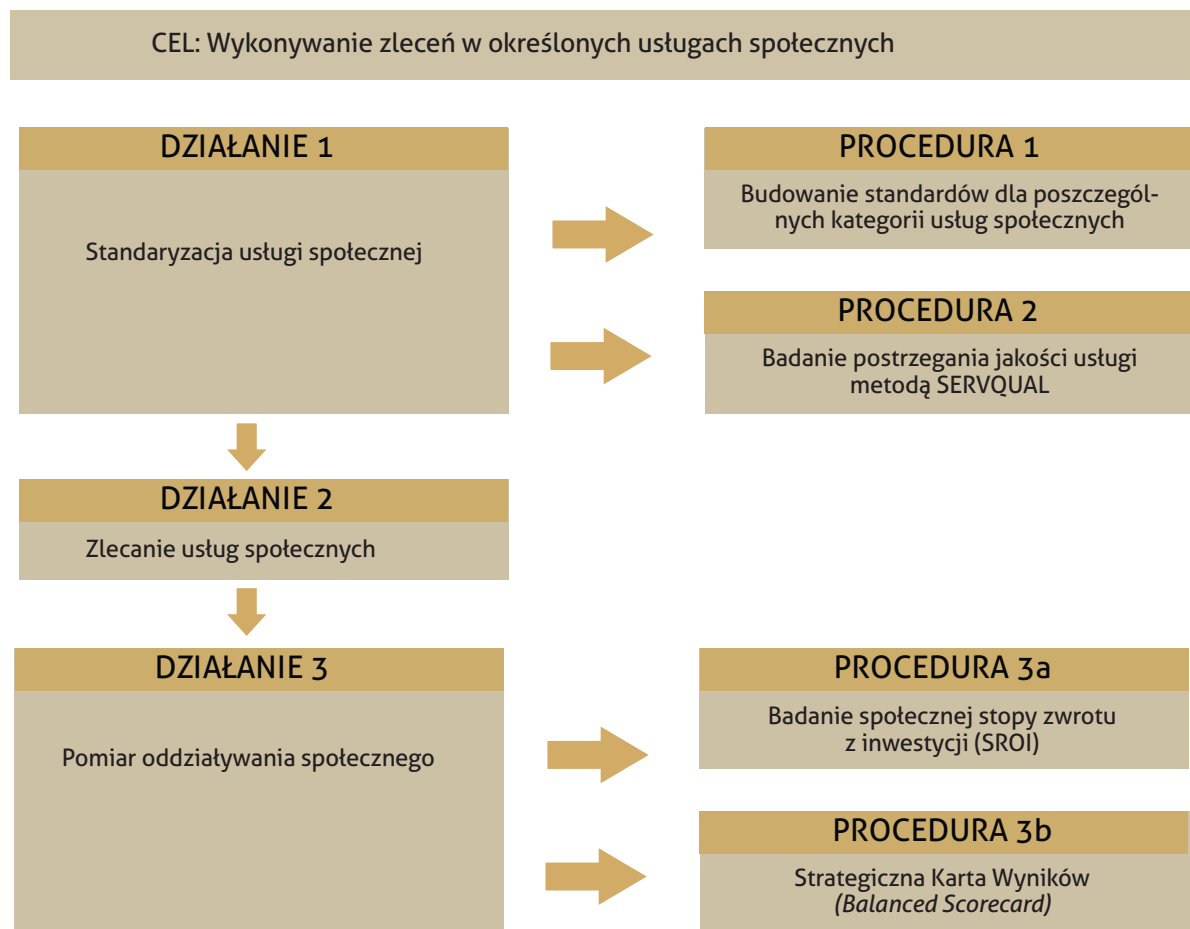 CEL: Wykonywanie zleceń w określonych usługach społecznych
DZIAŁANIE 1
Standaryzacja usługi społecznej
PROCEDURA 1
Budowanie standardów dla poszczegól-
nych kategorii usług społecznych
PROCEDURA 2
Badanie postrzegania jakości usługi
metodą SERVQUAL
DZIAŁANIE 2
Zlecanie usług społecznych
DZIAŁANIE 3
Pomiar oddziaływania społecznego
PROCEDURA 3a
Badanie społecznej stopy zwrotu
z inwestycji (SROI)
PROCEDURA 3b
Strategiczna Karta Wyników
(Balanced Scorecard)